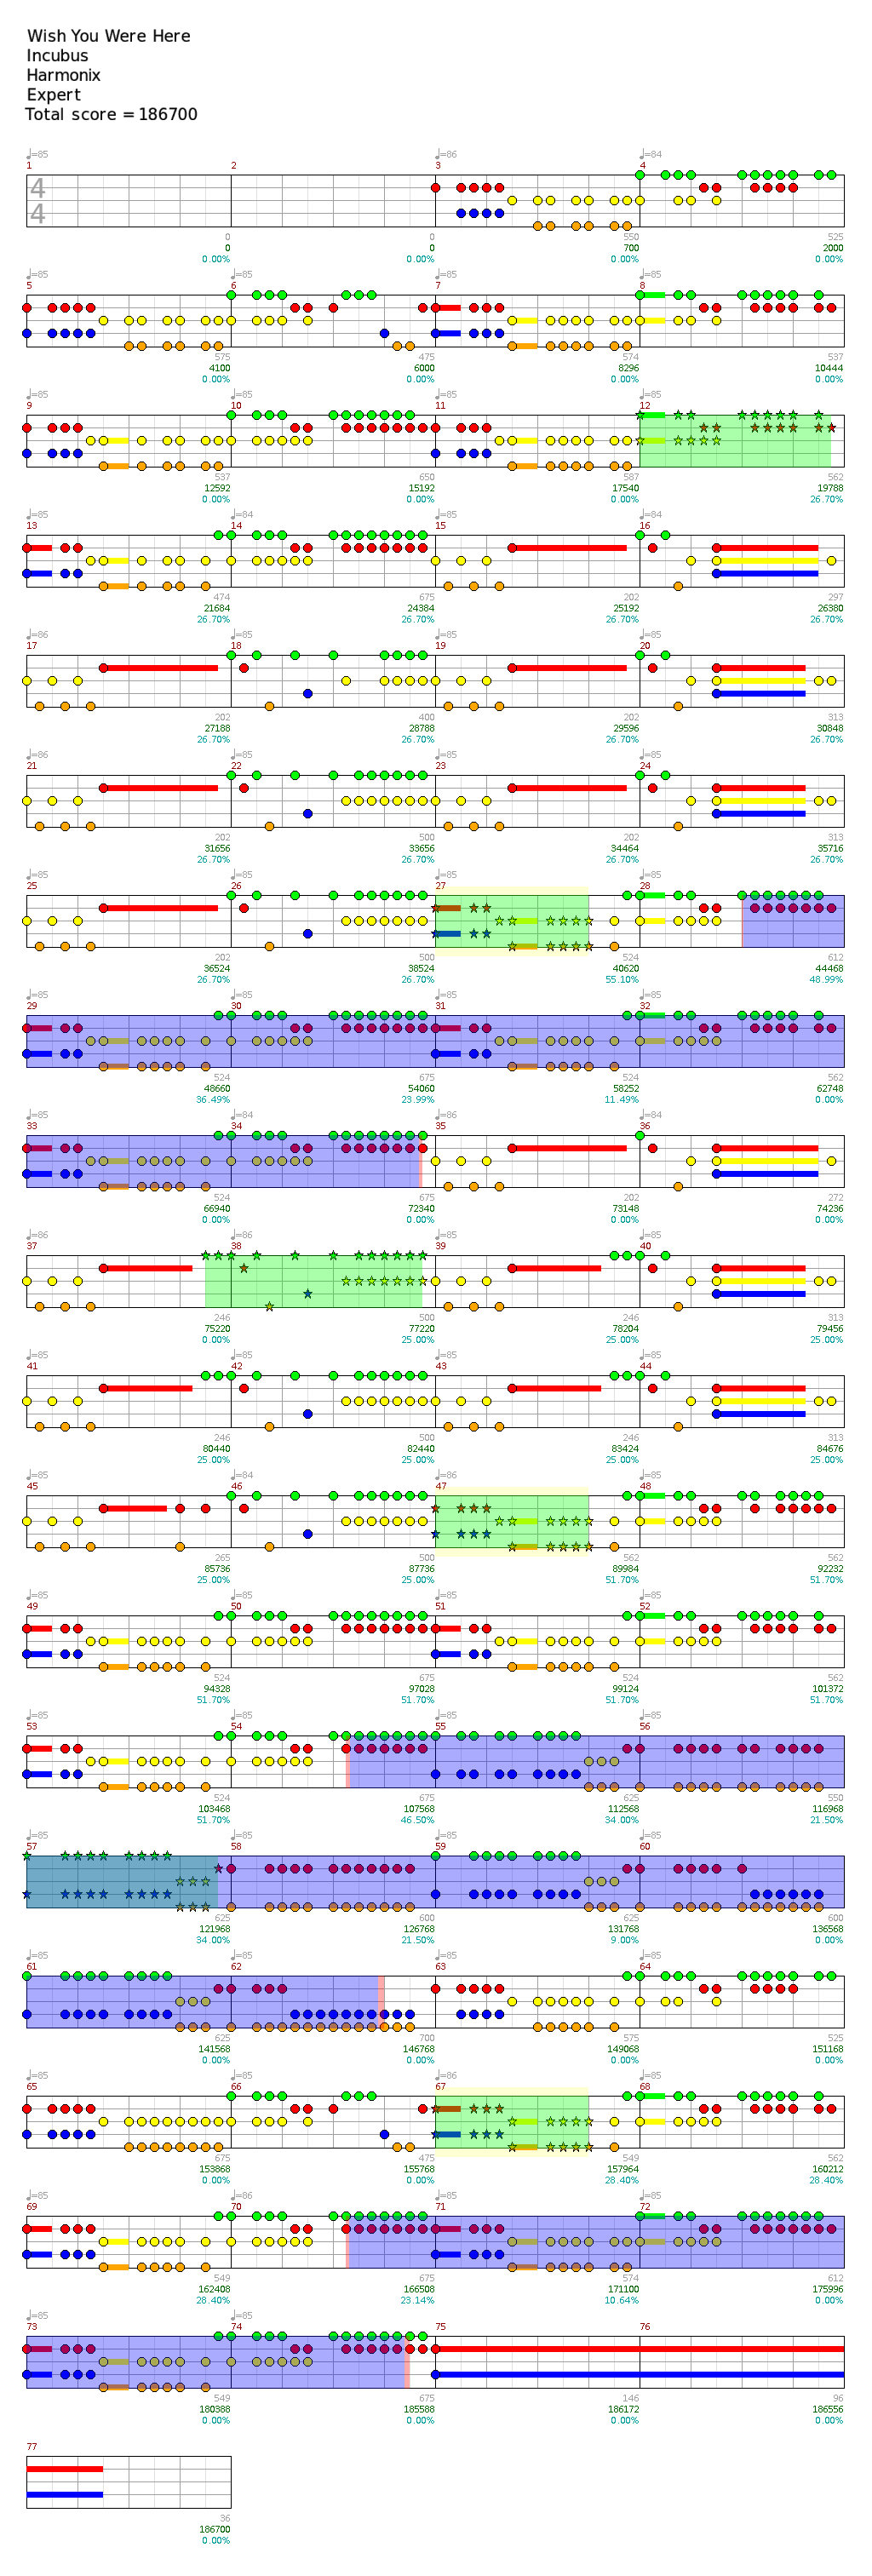 Wish You Were Here
Incubus
Harmonix
Expert
Total score = 186700
♩=85 ♩=86 ♩=84
1 2 3 4
4
4
0 0 550 525
0 0 700 2000
0.00% 0.00% 0.00% 0.00%
♩=85 ♩=85 ♩=85 ♩=85
5 6 7 8
575 475 574 537
4100 6000 8296 10444
0.00% 0.00% 0.00% 0.00%
♩=85 ♩=85 ♩=85 ♩=85
9 10 11 12
537 650 587 562
12592 15192 17540 19788
0.00% 0.00% 0.00% 26.70%
♩=85 ♩=85 ♩=85 ♩=84
13 14 15 16
474 675 202 297
21684 24384 25192 26380
26.70% 26.70% 26.70% 26.70%
♩=86 ♩=85 ♩=85 ♩=85
17 18 19 20
202 400 202 313
27188 28788 29596 30848
26.70% 26.70% 26.70% 26.70%
♩=86 ♩=85 ♩=85 ♩=85
21 22 23 24
202 500 202 313
31656 33656 34464 35716
26.70% 26.70% 26.70% 26.70%
♩=85 ♩=85 ♩=85 ♩=85
25 26 27 28
202 500 524 612
36524 38524 40620 44468
26.70% 26.70% 55.10% 48.99%
♩=85 ♩=85 ♩=85 ♩=85
29 30 31 32
524 675 524 562
48660 54060 58252 62748
36.49% 23.99% 11.49% 0.00%
♩=85 ♩=84 ♩=86 ♩=85
33 34 35 36
524 675 202 272
66940 72340 73148 74236
0.00% 0.00% 0.00% 0.00%
♩=86 ♩=86 ♩=85 ♩=85
37 38 39 40
246 500 246 313
75220 77220 78204 79456
0.00% 25.00% 25.00% 25.00%
♩=85 ♩=85 ♩=85 ♩=85
41 42 43 44
246 500 246 313
80440 82440 83424 84676
25.00% 25.00% 25.00% 25.00%
♩=85 ♩=84 ♩=86 ♩=85
45 46 47 48
265 500 562 562
85736 87736 89984 92232
25.00% 25.00% 51.70% 51.70%
♩=85 ♩=85 ♩=85 ♩=85
49 50 51 52
524 675 524 562
94328 97028 99124 101372
51.70% 51.70% 51.70% 51.70%
♩=85 ♩=85 ♩=85 ♩=85
53 54 55 56
524 675 625 550
103468 107568 112568 116968
51.70% 46.50% 34.00% 21.50%
♩=85 ♩=85 ♩=85 ♩=85
57 58 59 60
625 600 625 600
121968 126768 131768 136568
34.00% 21.50% 9.00% 0.00%
♩=85 ♩=85 ♩=85 ♩=85
61 62 63 64
625 700 575 525
141568 146768 149068 151168
0.00% 0.00% 0.00% 0.00%
♩=85 ♩=85 ♩=86 ♩=85
65 66 67 68
675 475 549 562
153868 155768 157964 160212
0.00% 0.00% 28.40% 28.40%
♩=85 ♩=85 ♩=85 ♩=85
69 70 71 72
549 675 574 612
162408 166508 171100 175996
28.40% 23.14% 10.64% 0.00%
♩=85 ♩=85
73 74 75 76
549 675 146 96
180388 185588 186172 186556
0.00% 0.00% 0.00% 0.00%
77
36
186700
0.00%